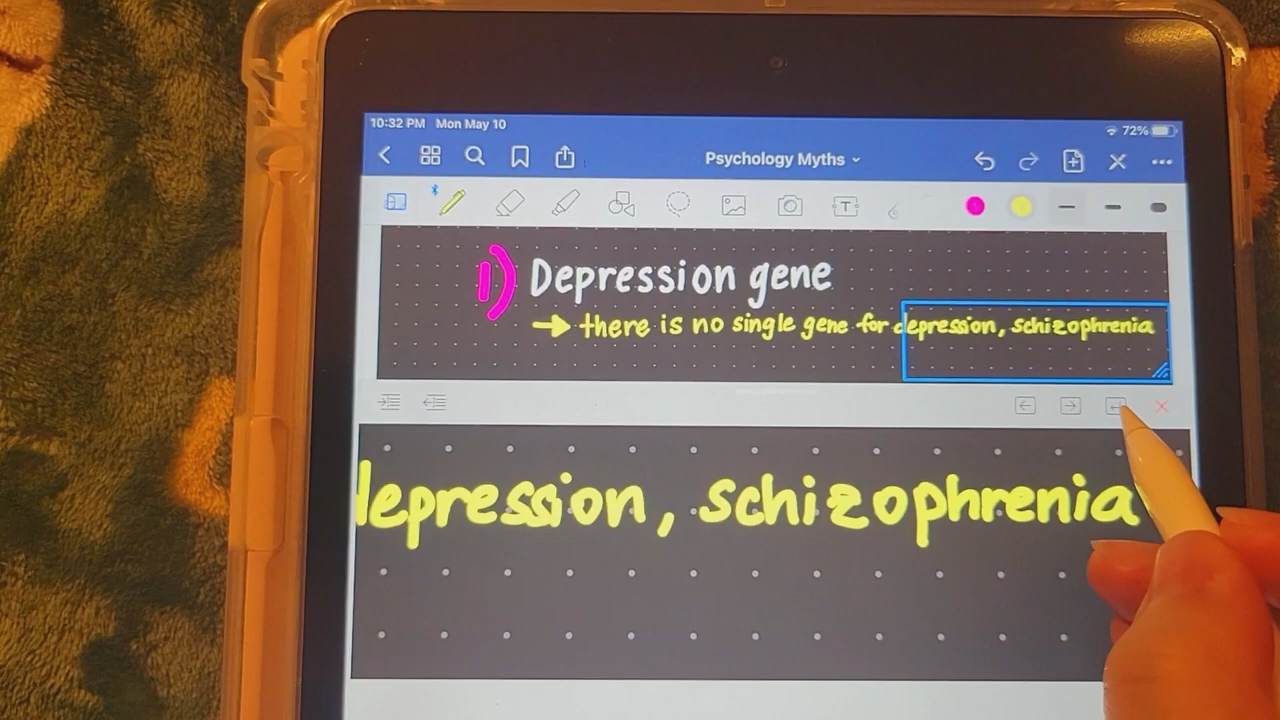 10:32 PM Mon May 10
72%
Psychology Myths
T
1) Depression gene
→ there is no single gene for depression, schizophrenia
depression, schizophrenia